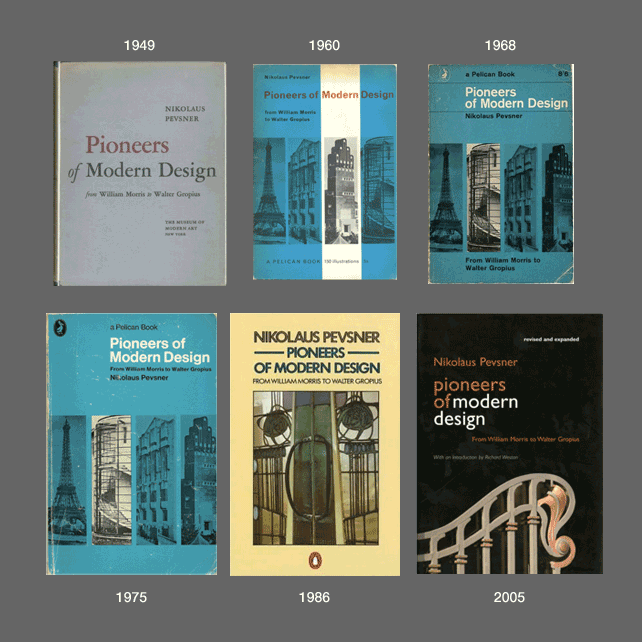 1949
1960
1968
NIKOLAUS
PEVSNER
Pioneers
of Modern Design
from William Morris to Walter Gropius
THE MUSEUM OF
MODERN ART
NEW YORK
Nikolaus Pevsner
Pioneers of Modern Design
from William Morris
to Walter Gropius
A PELICAN BOOK
a Pelican Book 8'6
Pioneers
of Modern Design
Nikolaus Pevsner
From William Morris to
Walter Gropius
a Pelican Book
Pioneers of
Modern Design
From William Morris to Walter Gropius
Nikolaus Pevsner
NIKOLAUS PEVSNER
PIONEERS
OF MODERN DESIGN
FROM WILLIAM MORRIS TO WALTER GROPIUS
revised and expanded
Nikolaus Pevsner
pioneers
of modern
design
From William Morris to Walter Gropius
With an Introduction by Richard Weston
1975
1986
2005